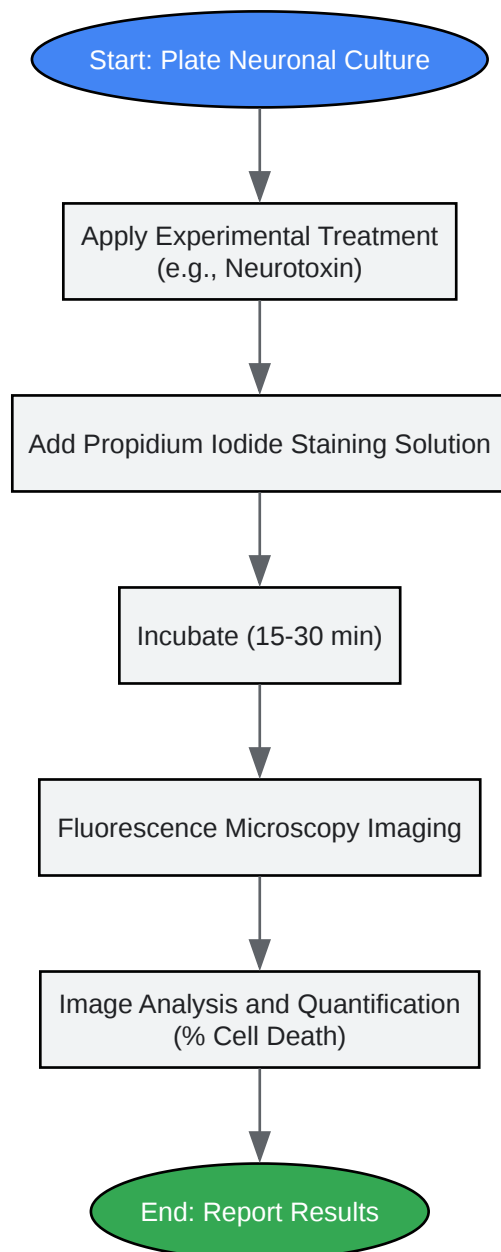 Start: Plate Neuronal Culture
Apply Experimental Treatment
(e.g., Neurotoxin)
Add Propidium Iodide Staining Solution
Incubate (15-30 min)
Fluorescence Microscopy Imaging
Image Analysis and Quantification
(% Cell Death)
End: Report Results